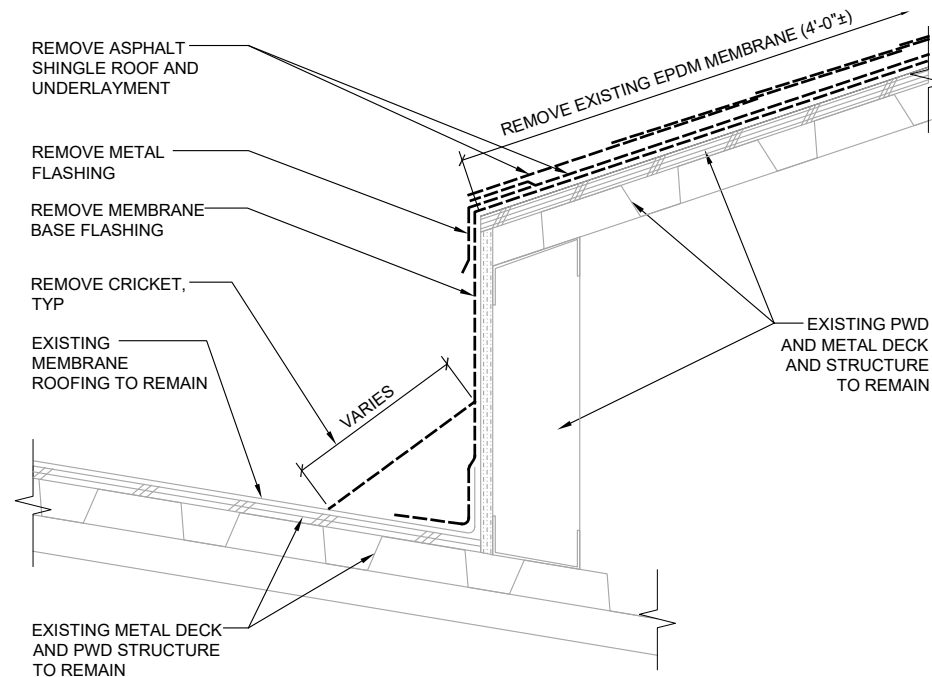 REMOVE ASPHALT
SHINGLE ROOF AND
UNDERLAYMENT
REMOVE EXISTING EPDM MEMBRANE (4'-0"±)
REMOVE METAL
FLASHING
REMOVE MEMBRANE
BASE FLASHING
REMOVE CRICKET,
TYP
EXISTING
MEMBRANE
ROOFING TO REMAIN
VARIES
EXISTING PWD
AND METAL DECK
AND STRUCTURE
TO REMAIN
EXISTING METAL DECK
AND PWD STRUCTURE
TO REMAIN